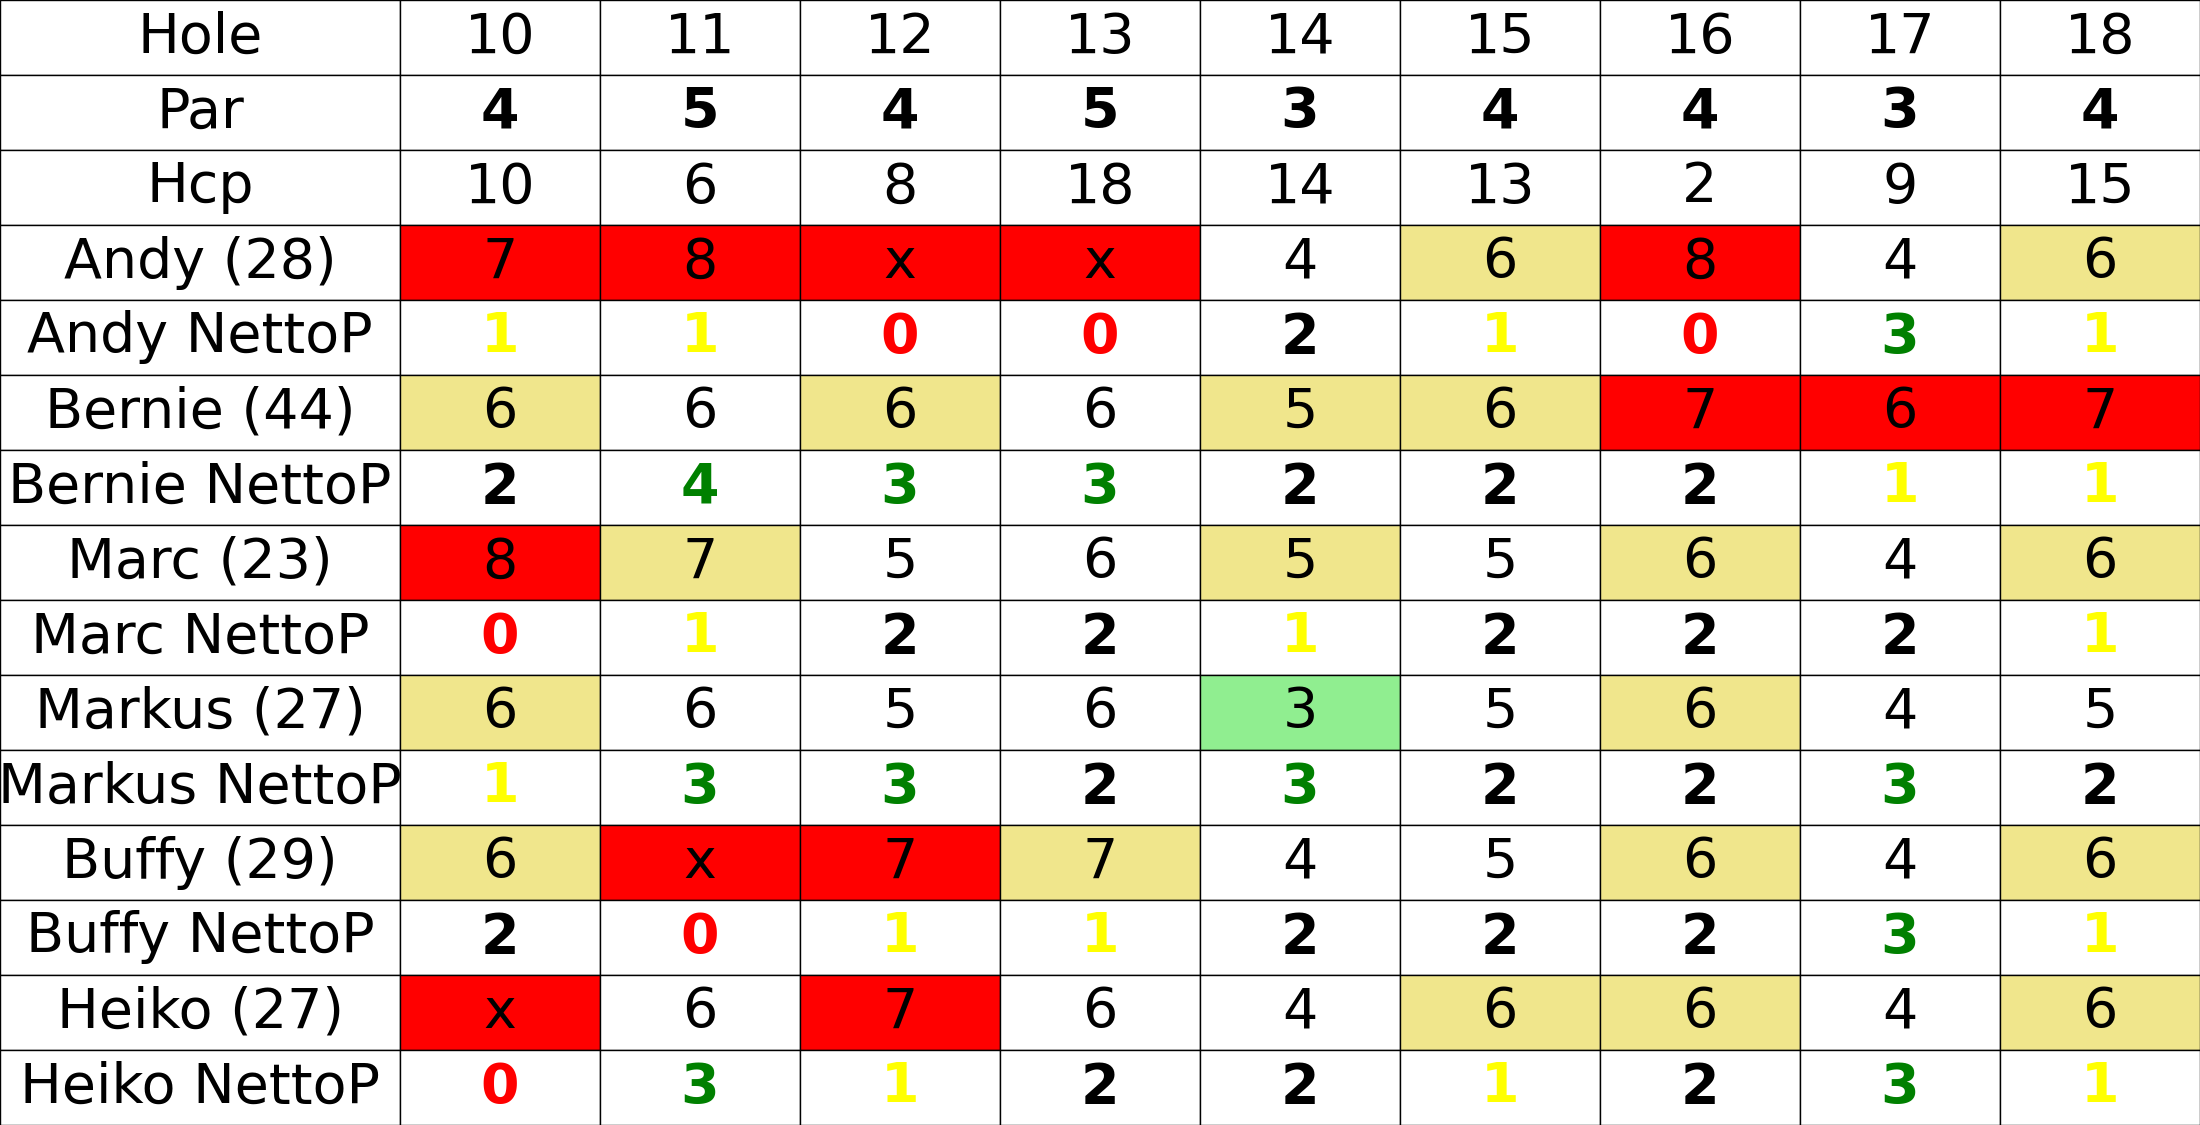 Hole 10 11 12 13 14 15 16 17 18
Par 4 5 4 5 3 4 4 3 4
Hcp 10 6 8 18 14 13 2 9 15
Andy (28) 7 8 x x 4 6 8 4 6
Andy NettoP 1 1 0 0 2 1 0 3 1
Bernie (44) 6 6 6 6 5 6 7 6 7
Bernie NettoP 2 4 3 3 2 2 2 1 1
Marc (23) 8 7 5 6 5 5 6 4 6
Marc NettoP 0 1 2 2 1 2 2 2 1
Markus (27) 6 6 5 6 3 5 6 4 5
Markus NettoP 1 3 3 2 3 2 2 3 2
Buffy (29) 6 x 7 7 4 5 6 4 6
Buffy NettoP 2 0 1 1 2 2 2 3 1
Heiko (27) x 6 7 6 4 6 6 4 6
Heiko NettoP 0 3 1 2 2 1 2 3 1